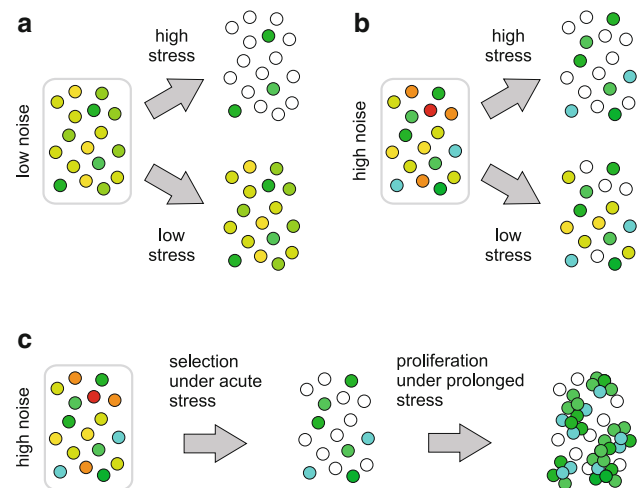 a
high
stress
low noise
low
stress
b
high
stress
high noise
low
stress
c
high noise
selection
under acute
stress
proliferation
under prolonged
stress